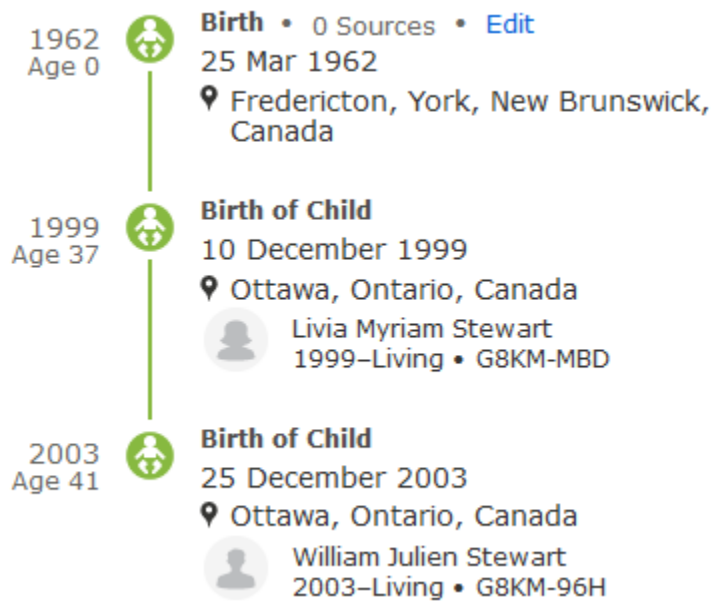 1962
Age 0
Birth • 0 Sources • Edit
25 Mar 1962
Fredericton, York, New Brunswick,
Canada
1999
Age 37
Birth of Child
10 December 1999
Ottawa, Ontario, Canada
Livia Myriam Stewart
1999–Living • G8KM-MBD
2003
Age 41
Birth of Child
25 December 2003
Ottawa, Ontario, Canada
William Julien Stewart
2003–Living • G8KM-96H